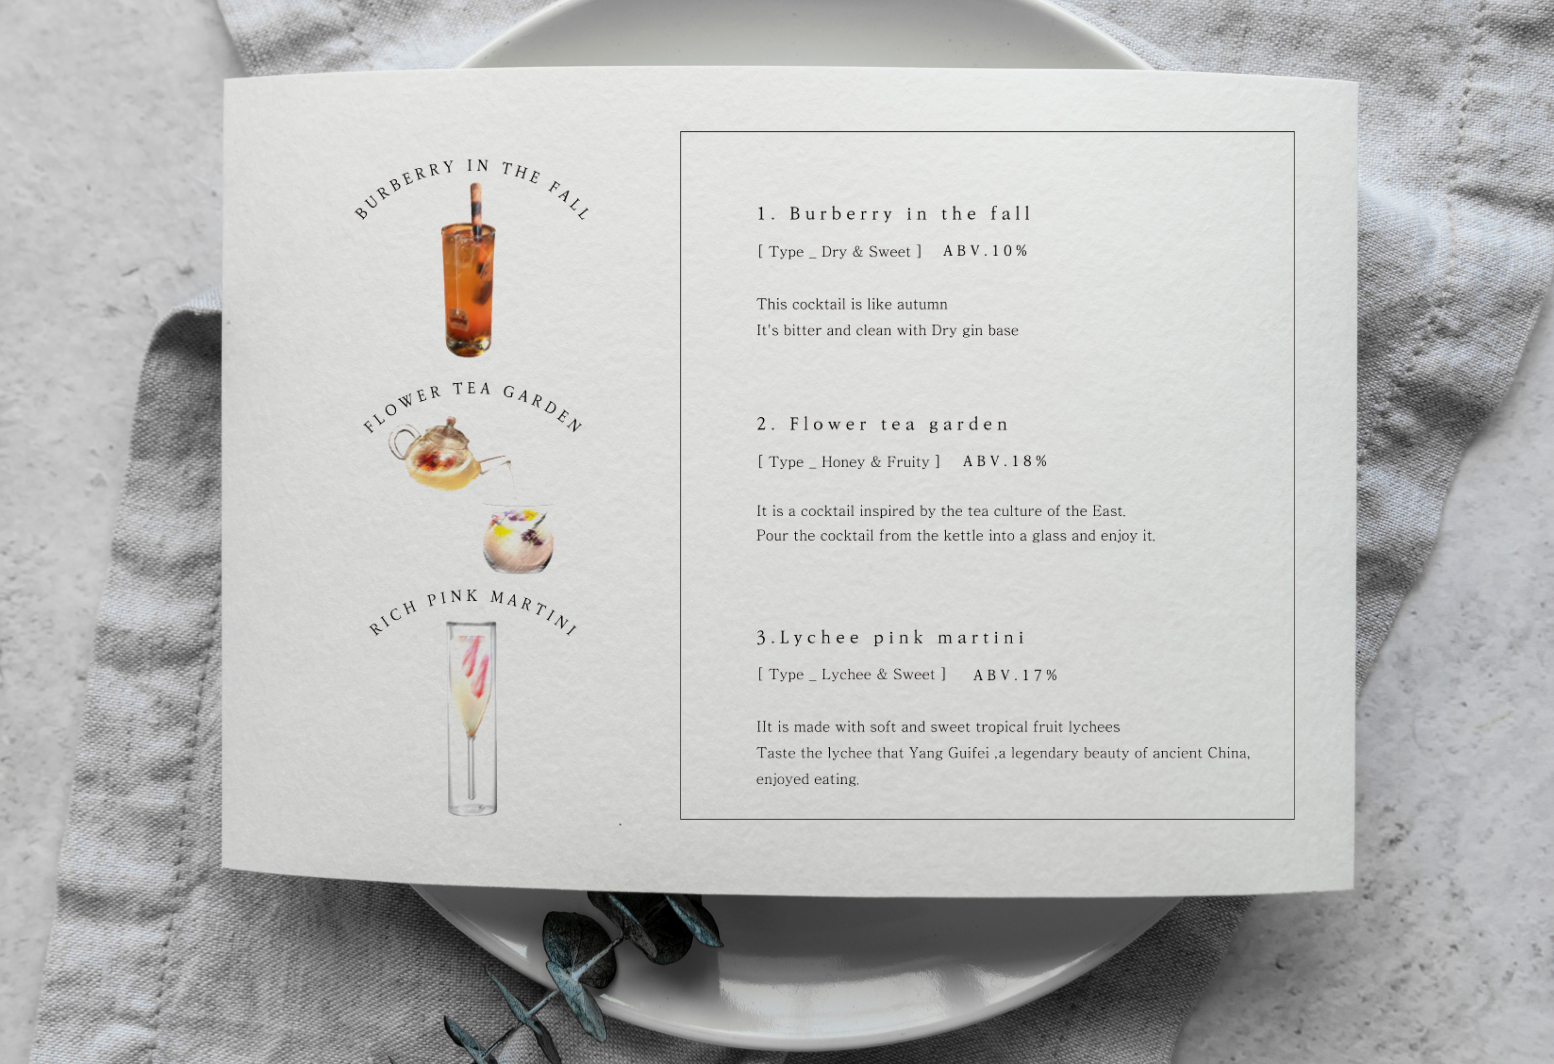 BURBERRY IN THE FALL
FLOWER TEA GARDEN
RICH PINK MARTINI
1. Burberry in the fall
[ Type _ Dry & Sweet ] ABV.10%
This cocktail is like autumn
It's bitter and clean with Dry gin base
2. Flower tea garden
[ Type _ Honey & Fruity ] ABV.18%
It is a cocktail inspired by the tea culture of the East.
Pour the cocktail from the kettle into a glass and enjoy it.
3.Lychee pink martini
[ Type _ Lychee & Sweet ] ABV.17%
IIt is made with soft and sweet tropical fruit lychees
Taste the lychee that Yang Guifei ,a legendary beauty of ancient China,
enjoyed eating.